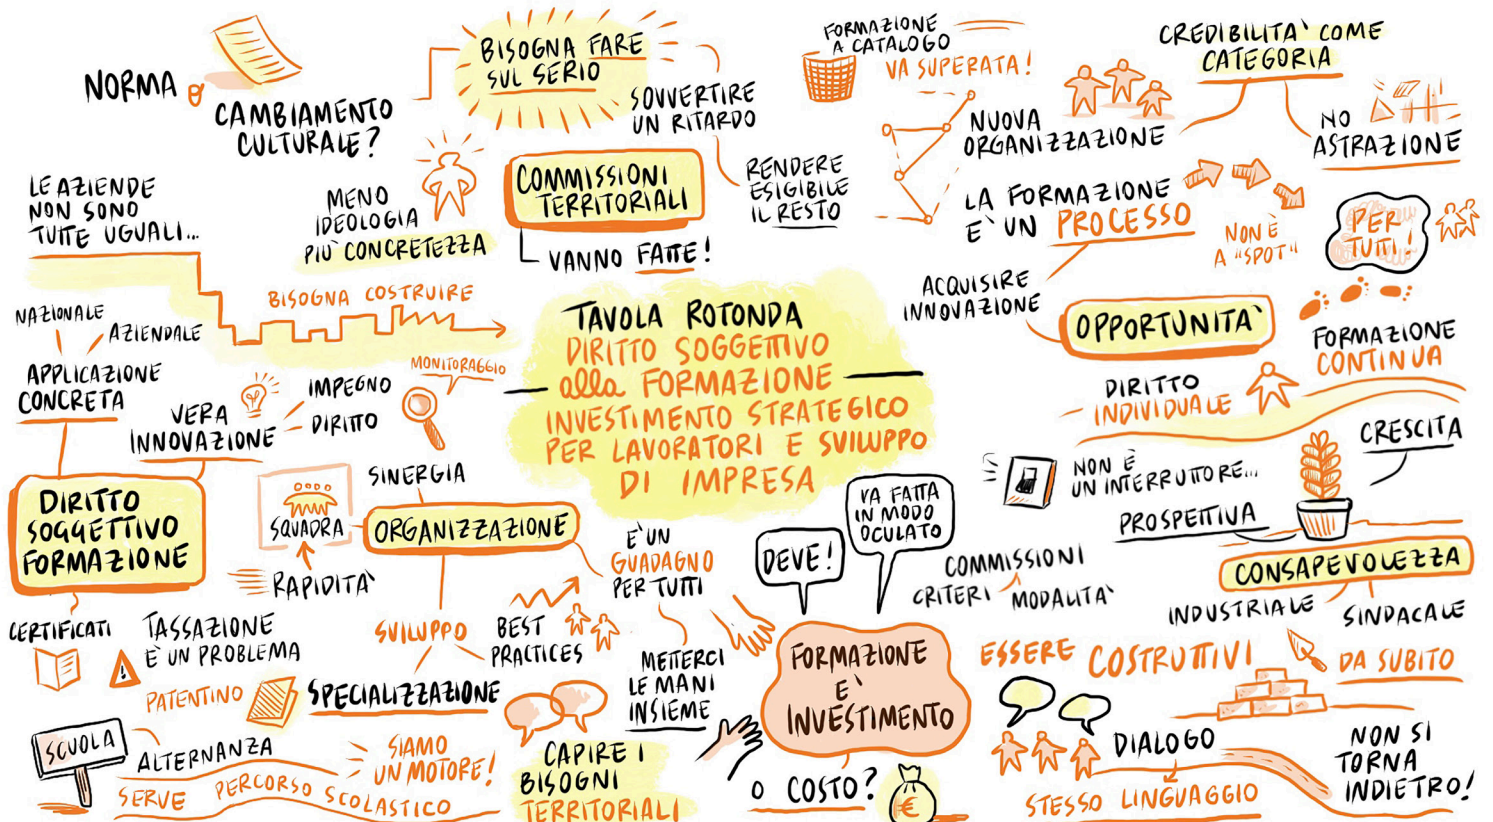 NORMA
CAMBIAMENTO
CULTURALE?
BISOGNA FARE
SUL SERIO
SOVVERTIRE
UN RITARDO
RENDERE
ESIGIBILE
IL RESTO
COMMISSIONI
TERRITORIALI
VANNO FATTE!
MENO
IDEOLOGIA
PIU' CONCRETEZZA
LE AZIENDE
NON SONO
TUTTE UGUALI...
BISOGNA COSTRUIRE
FORMAZIONE
A CATALOGO
VA SUPERATA!
NUOVA
ORGANIZZAZIONE
CREDIBILITA' COME
CATEGORIA
NO
ASTRAZIONE
LA FORMAZIONE
E' UN PROCESSO
NON È
A "SPOT"
PER
TUTTI!
ACQUISIRE
INNOVAZIONE
OPPORTUNITA'
FORMAZIONE
CONTINUA
DIRITTO
INDIVIDUALE
TAVOLA ROTONDA
DIRITTO SOGGETTIVO
alla FORMAZIONE
INVESTIMENTO STRATEGICO
PER LAVORATORI E SVILUPPO
DI IMPRESA
NAZIONALE
AZIENDALE
APPLICAZIONE
CONCRETA
VERA
INNOVAZIONE
IMPEGNO
DIRITTO
MONITORAGGIO
DIRITTO
SOGGETTIVO
FORMAZIONE
SINERGIA
SQUADRA
RAPIDITA'
ORGANIZZAZIONE
È UN
GUADAGNO
PER TUTTI
CERTIFICATI
TASSAZIONE
È UN PROBLEMA
PATENTINO
SVILUPPO
BEST
PRACTICES
SPECIALIZZAZIONE
METTERCI
LE MANI
INSIEME
SCUOLA
ALTERNANZA
SERVE PERCORSO SCOLASTICO
SIAMO
UN MOTORE!
CAPIRE I
BISOGNI
TERRITORIALI
DEVE!
VA FATTA
IN MODO
OCULATO
FORMAZIONE
E'
INVESTIMENTO
O COSTO?
€
COMMISSIONI
CRITERI
MODALITA'
NON È
UN INTERRUTTORE...
PROSPETTIVA
CRESCITA
CONSAPEVOLEZZA
INDUSTRIALE
SINDACALE
ESSERE COSTRUTTIVI
DA SUBITO
DIALOGO
STESSO LINGUAGGIO
NON SI
TORNA
INDIETRO!